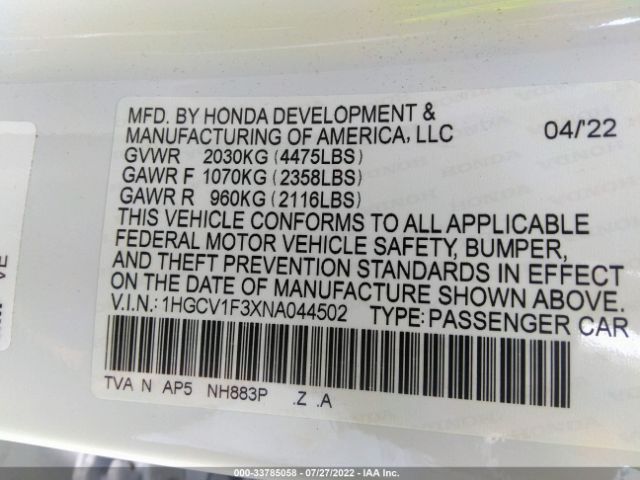 MFD. BY HONDA DEVELOPMENT &
MANUFACTURING OF AMERICA, LLC 04/'22
GVWR 2030KG (4475LBS)
GAWR F 1070KG (2358LBS)
GAWR R 960KG (2116LBS)
THIS VEHICLE CONFORMS TO ALL APPLICABLE
FEDERAL MOTOR VEHICLE SAFETY, BUMPER,
AND THEFT PREVENTION STANDARDS IN EFFECT
ON THE DATE OF MANUFACTURE SHOWN ABOVE.
V.I.N.: 1HGCV1F3XNA044502 TYPE: PASSENGER CAR
TVA N AP5 NH883P .Z .A
VE
000-33785058 - 07/27/2022 - IAA Inc.